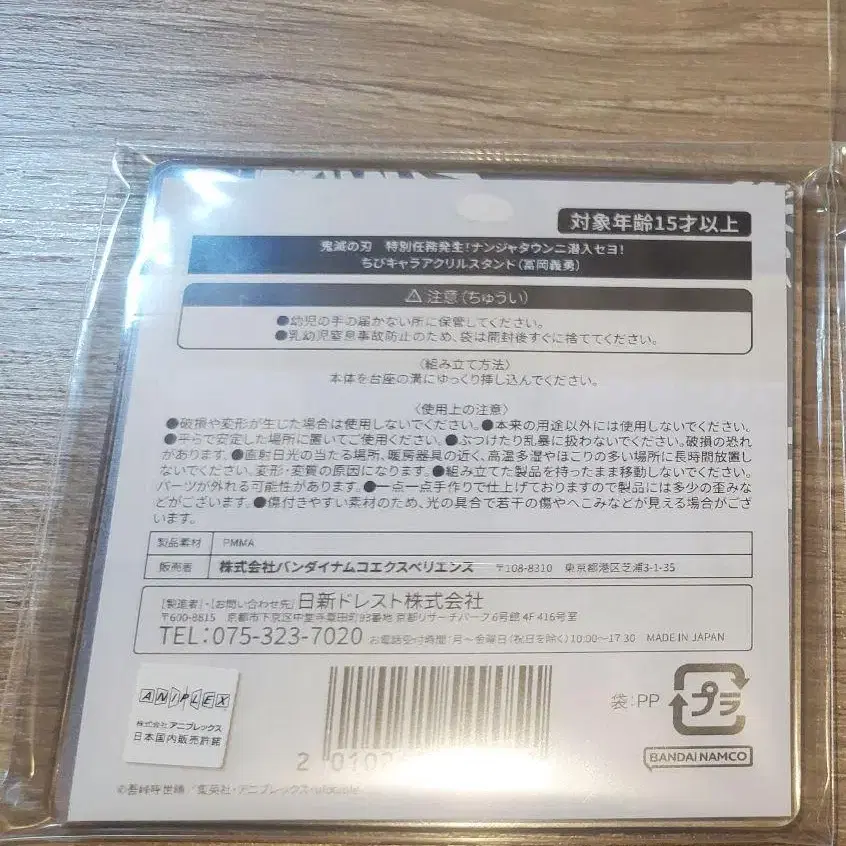 対象年齢15才以上
鬼滅の刃 特別任務発生!ナンジャタウンニ潜入セヨ!
ちびキャラアクリルスタンド(冨岡義勇)
⚠注意(ちゅうい)
●幼児の手の届かない所に保管してください。
●乳幼児窒息事故防止のため、袋は開封後すぐに捨ててください。
〈組み立て方法〉
本体を台座の溝にゆっくり挿し込んでください。
〈使用上の注意〉
●破損や変形が生じた場合は使用しないでください。●本来の用途以外には使用しないでください。
●平らで安定した場所に置いてご使用ください。●ぶつけたり乱暴に扱わないでください。破損の恐れ
があります。●直射日光の当たる場所、暖房器具の近く、高温多湿やほこりの多い場所に長時間放置し
ないでください。変形・変質の原因になります。●組み立てた製品を持ったまま移動しないでください。
パーツが外れる可能性があります。●一点一点手作りで仕上げておりますので製品には多少の歪みな
どがございます。●傷付きやすい素材のため、光の具合で若干の傷やへこみなどが見える場合がござ
います。
製品素材 PMMA
販売者 株式会社バンダイナムコエクスペリエンス 〒108-8310 東京都港区芝浦3-1-35
[製造者]・[お問い合わせ先]日新ドレスト株式会社
〒600-8815 京都市下京区中堂寺粟田町93番地 京都リサーチパーク6号館 4F 416号室
TEL:075-323-7020 お電話受付時間:月〜金曜日(祝日を除く)10:00〜17:30 MADE IN JAPAN
ANIPLEX
株式会社アニプレックス
日本国内販売許諾
袋:PP
プラ
BANDAI NAMCO
2 0102
©吾峠呼世晴/集英社・アニプレックス・ufotable